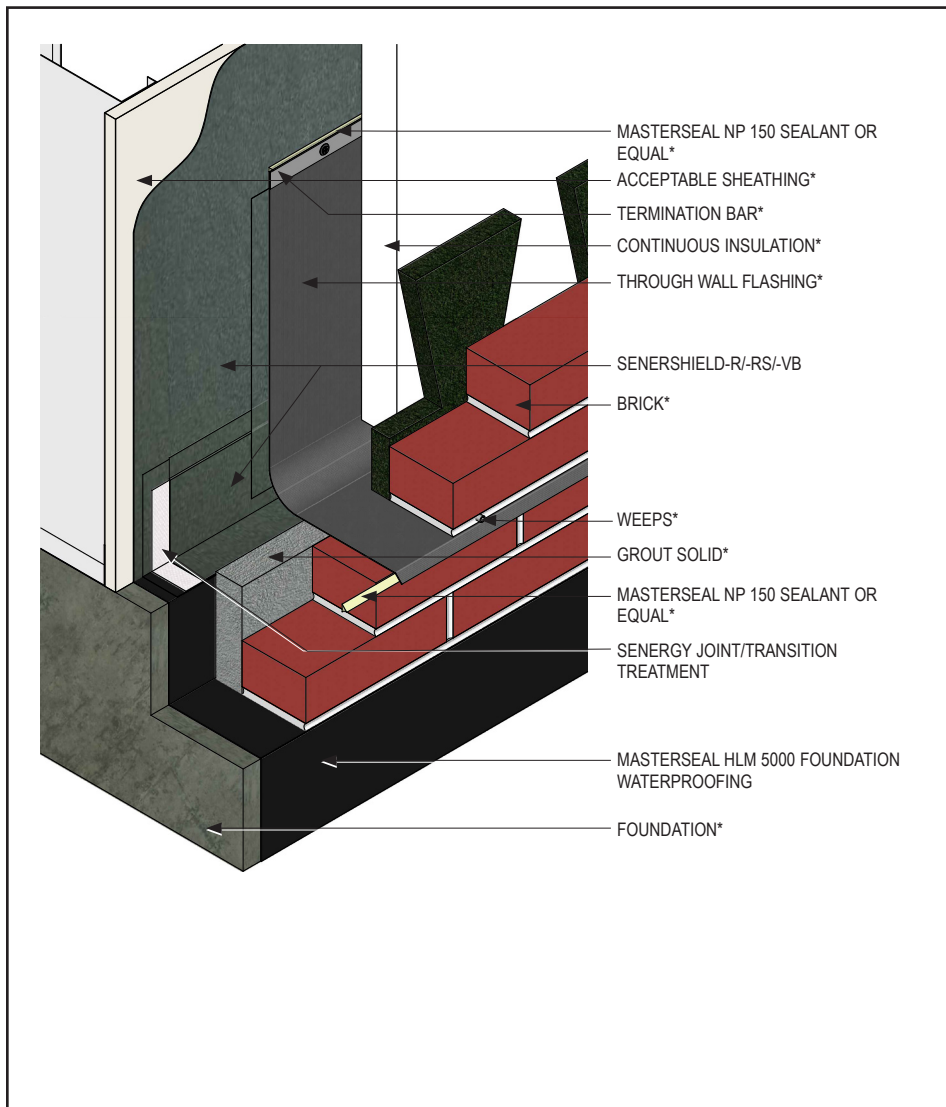 MASTERSEAL NP 150 SEALANT OR
EQUAL*
ACCEPTABLE SHEATHING*
TERMINATION BAR*
CONTINUOUS INSULATION*
THROUGH WALL FLASHING*
SENERSHIELD-R/-RS/-VB
BRICK*
WEEPS*
GROUT SOLID*
MASTERSEAL NP 150 SEALANT OR
EQUAL*
SENERGY JOINT/TRANSITION
TREATMENT
MASTERSEAL HLM 5000 FOUNDATION
WATERPROOFING
FOUNDATION*